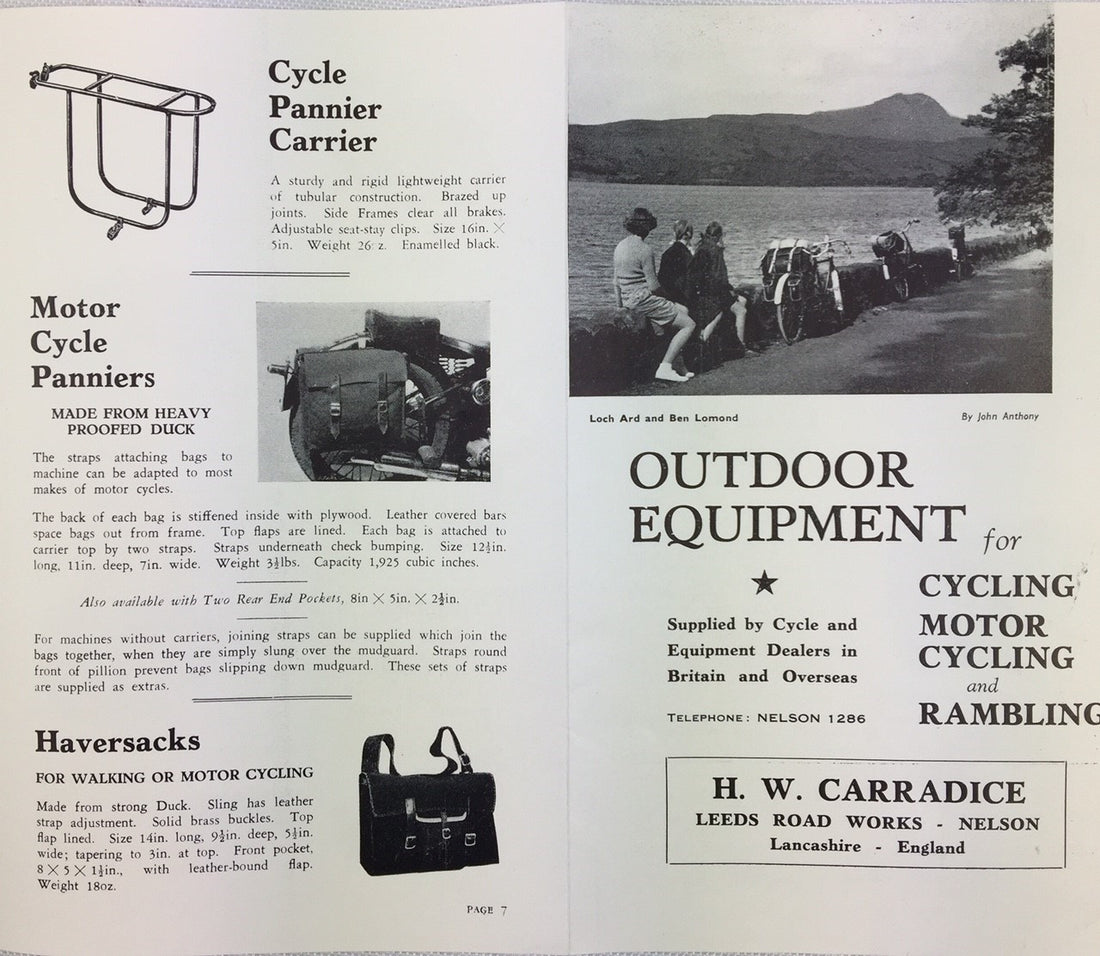 Cycle
Pannier
Carrier
A sturdy and rigid lightweight carrier
of tubular construction. Brazed up
joints. Side Frames clear all brakes.
Adjustable seat-stay clips. Size 16in. ×
5in. Weight 26 z. Enamelled black.
Motor
Cycle
Panniers
MADE FROM HEAVY
PROOFED DUCK
The straps attaching bags to
machine can be adapted to most
makes of motor cycles.
The back of each bag is stiffened inside with plywood. Leather covered bars
space bags out from frame. Top flaps are lined. Each bag is attached to
carrier top by two straps. Straps underneath check bumping. Size 12½in.
long, 11in. deep, 7in. wide. Weight 3½lbs. Capacity 1,925 cubic inches.
Also available with Two Rear End Pockets, 8in × 5in. × 2½in.
For machines without carriers, joining straps can be supplied which join the
bags together, when they are simply slung over the mudguard. Straps round
front of pillion prevent bags slipping down mudguard. These sets of straps
are supplied as extras.
Haversacks
FOR WALKING OR MOTOR CYCLING
Made from strong Duck. Sling has leather
strap adjustment. Solid brass buckles. Top
flap lined. Size 14in. long, 9½in. deep, 5½in.
wide; tapering to 3in. at top. Front pocket,
8 × 5 × 1½in., with leather-bound flap.
Weight 18oz.
PAGE 7
Loch Ard and Ben Lomond
By John Anthony
OUTDOOR
EQUIPMENT for
CYCLING
MOTOR
CYCLING
and
RAMBLING
Supplied by Cycle and
Equipment Dealers in
Britain and Overseas
TELEPHONE: NELSON 1286
H. W. CARRADICE
LEEDS ROAD WORKS - NELSON
Lancashire - England